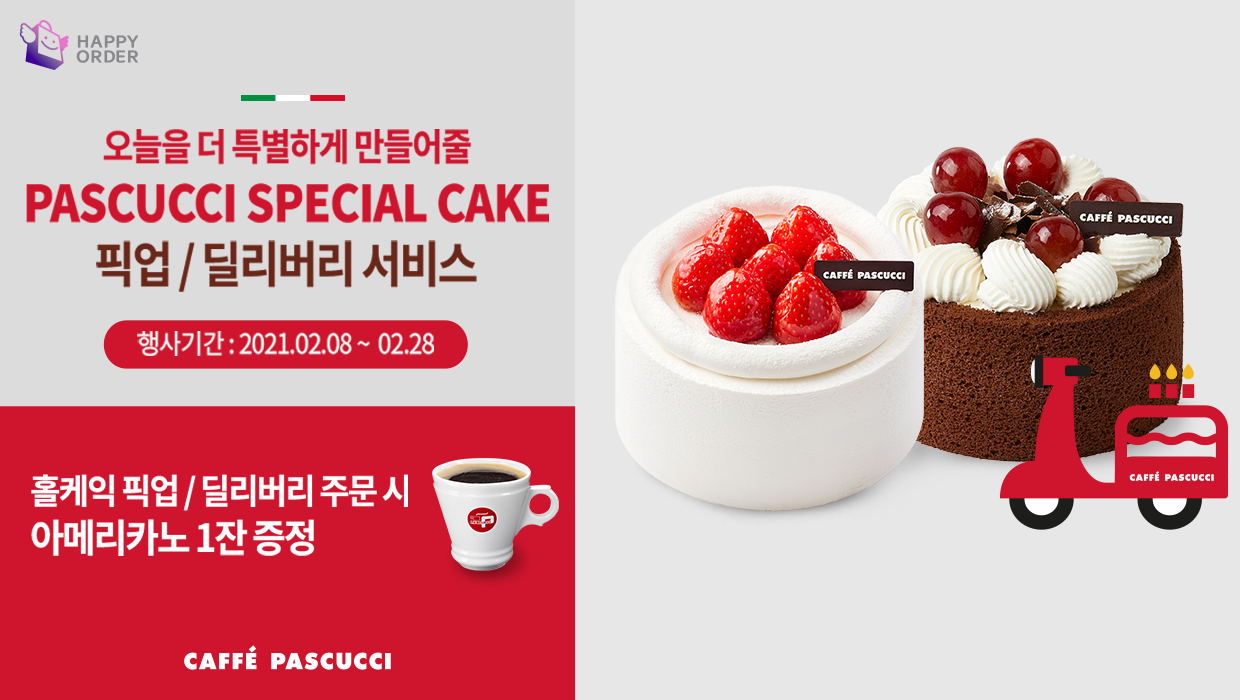 HAPPY
ORDER
오늘을 더 특별하게 만들어줄
PASCUCCI SPECIAL CAKE
픽업 / 딜리버리 서비스
행사기간 : 2021.02.08 ~ 02.28
홀케익 픽업 / 딜리버리 주문 시
아메리카노 1잔 증정
CAFFÉ PASCUCCI
CAFFÉ PASCUCCI
CAFFÉ PASCUCCI
CAFFÉ PASCUCCI